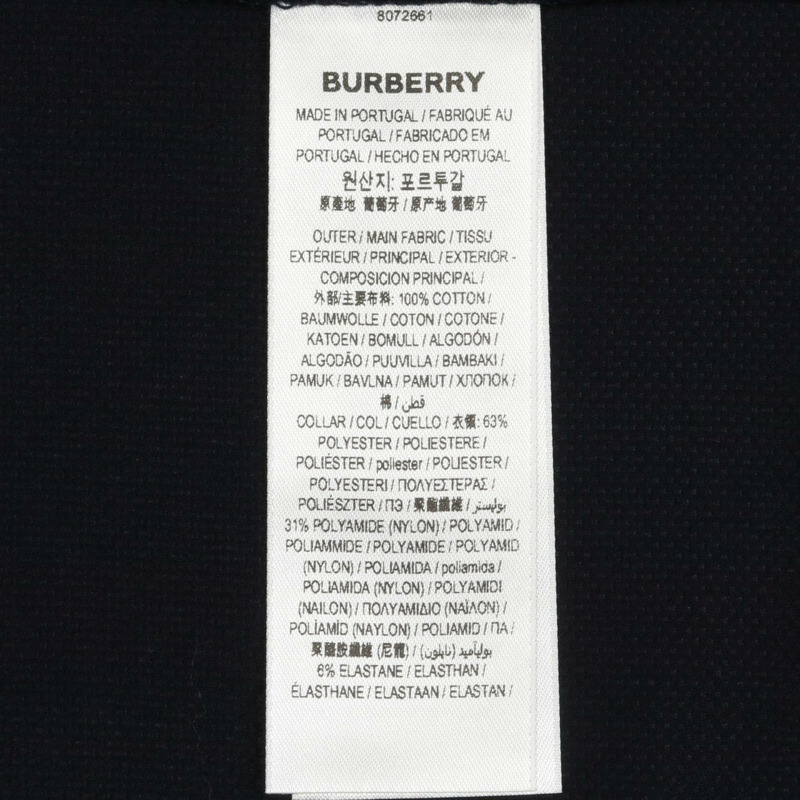 8072661
BURBERRY
MADE IN PORTUGAL / FABRIQUÉ AU
PORTUGAL / FABRICADO EM
PORTUGAL / HECHO EN PORTUGAL
원산지: 포르투갈
原產地 葡萄牙 / 原产地 葡萄牙
OUTER / MAIN FABRIC / TISSU
EXTÉRIEUR / PRINCIPAL / EXTERIOR -
COMPOSICION PRINCIPAL /
外部/主要布料: 100% COTTON /
BAUMWOLLE / COTON / COTONE /
KATOEN / BOMULL / ALGODÓN /
ALGODÃO / PUUVILLA / BAMBAKI /
PAMUK / BAVLNA / PAMUT / ХЛОПОК /
棉 / قطن
COLLAR / COL / CUELLO / 衣領: 63%
POLYESTER / POLIESTERE /
POLIÉSTER / poliester / POLIESTER /
POLYESTERI / ΠΟΛΥΕΣΤΕΡΑΣ /
POLIÉSZTER / ПЭ / 聚酯纖維 / بوليستر /
31% POLYAMIDE (NYLON) / POLYAMID /
POLIAMMIDE / POLYAMIDE / POLYAMID
(NYLON) / POLIAMIDA / poliamida /
POLIAMIDA (NYLON) / POLYAMIDI
(NAILON) / ΠΟΛΥΑΜΙΔΙΟ (ΝΑΪΛΟΝ) /
POLÍAMÍD (NAYLON) / POLIAMID / ПА /
聚醯胺纖維 (尼龍) / بولياميد (نايلون) /
6% ELASTANE / ELASTHAN /
ÉLASTHANE / ELASTAAN / ELASTAN /